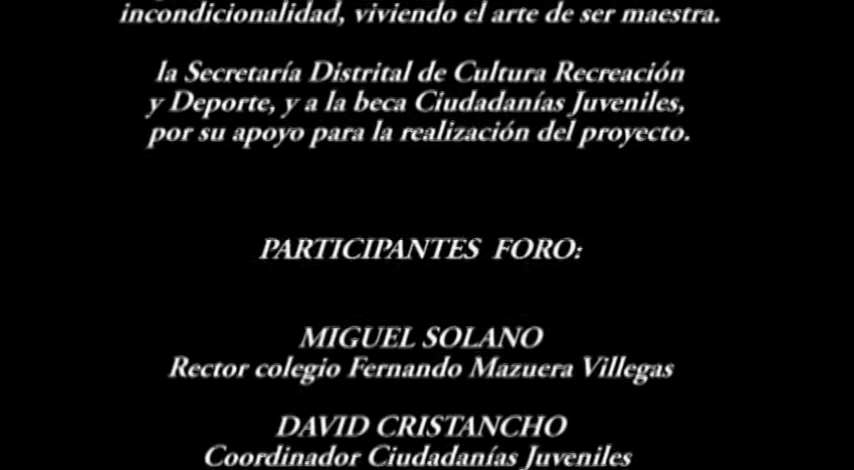 incondicionalidad, viviendo el arte de ser maestra.
la Secretaría Distrital de Cultura Recreación
y Deporte, y a la beca Ciudadanías Juveniles,
por su apoyo para la realización del proyecto.
PARTICIPANTES FORO:
MIGUEL SOLANO
Rector colegio Fernando Mazuera Villegas
DAVID CRISTANCHO
Coordinador Ciudadanías Juveniles